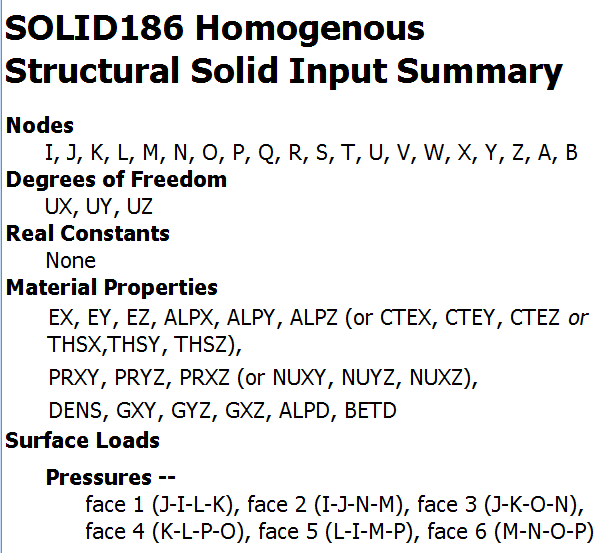 SOLID186 Homogenous
Structural Solid Input Summary
Nodes
I, J, K, L, M, N, O, P, Q, R, S, T, U, V, W, X, Y, Z, A, B
Degrees of Freedom
UX, UY, UZ
Real Constants
None
Material Properties
EX, EY, EZ, ALPX, ALPY, ALPZ (or CTEX, CTEY, CTEZ or
THSX,THSY, THSZ),
PRXY, PRYZ, PRXZ (or NUXY, NUYZ, NUXZ),
DENS, GXY, GYZ, GXZ, ALPD, BETD
Surface Loads
Pressures --
face 1 (J-I-L-K), face 2 (I-J-N-M), face 3 (J-K-O-N),
face 4 (K-L-P-O), face 5 (L-I-M-P), face 6 (M-N-O-P)